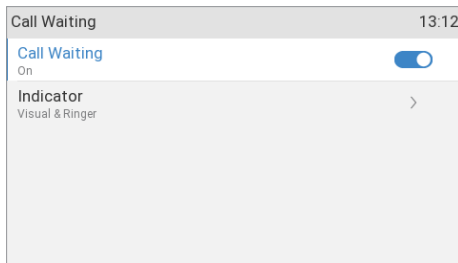 Call Waiting 13:12
Call Waiting
On
Indicator
Visual & Ringer